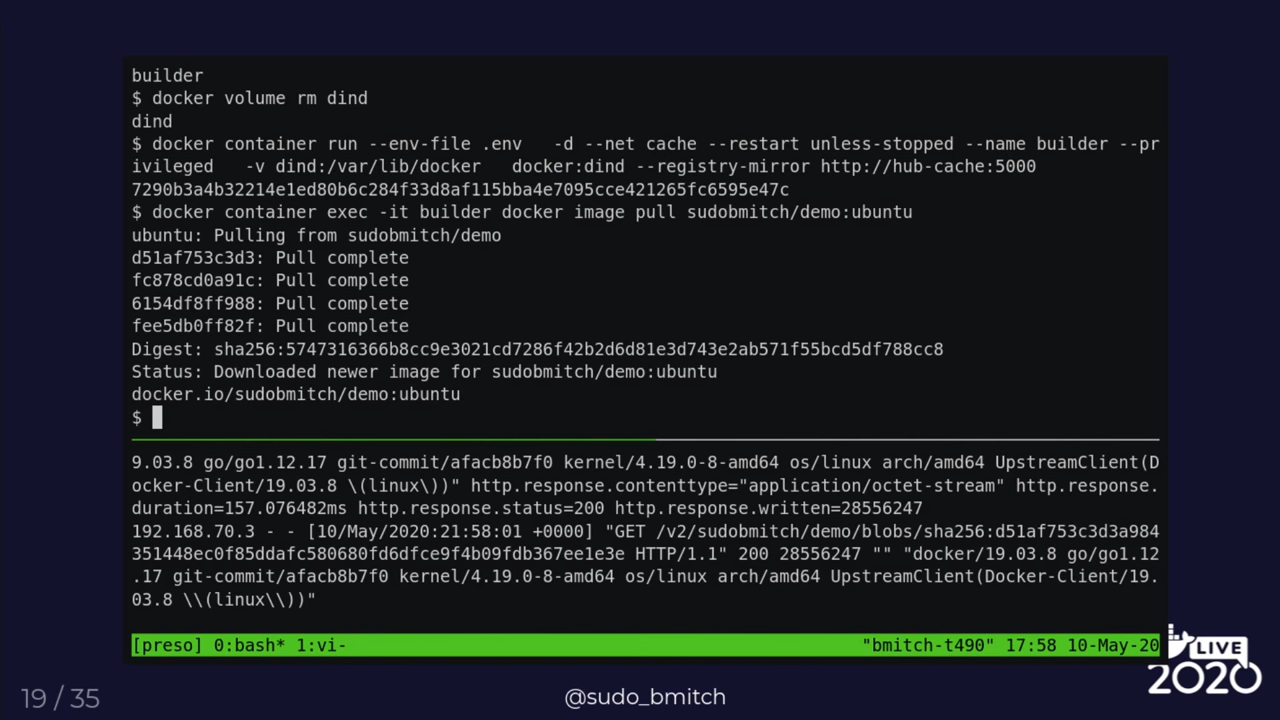 builder
$ docker volume rm dind
dind
$ docker container run --env-file .env   -d --net cache --restart unless-stopped --name builder --pr
ivileged   -v dind:/var/lib/docker   docker:dind --registry-mirror http://hub-cache:5000
7290b3a4b32214e1ed80b6c284f33d8af115bba4e7095cce421265fc6595e47c
$ docker container exec -it builder docker image pull sudobmitch/demo:ubuntu
ubuntu: Pulling from sudobmitch/demo
d51af753c3d3: Pull complete
fc878cd0a91c: Pull complete
6154df8ff988: Pull complete
fee5db0ff82f: Pull complete
Digest: sha256:5747316366b8cc9e3021cd7286f42b2d6d81e3d743e2ab571f55bcd5df788cc8
Status: Downloaded newer image for sudobmitch/demo:ubuntu
docker.io/sudobmitch/demo:ubuntu
$
9.03.8 go/go1.12.17 git-commit/afacb8b7f0 kernel/4.19.0-8-amd64 os/linux arch/amd64 UpstreamClient(D
ocker-Client/19.03.8 \(linux\))" http.response.contenttype="application/octet-stream" http.response.
duration=157.076482ms http.response.status=200 http.response.written=28556247
192.168.70.3 - - [10/May/2020:21:58:01 +0000] "GET /v2/sudobmitch/demo/blobs/sha256:d51af753c3d3a984
351448ec0f85ddafc580680fd6dfce9f4b09fdb367ee1e3e HTTP/1.1" 200 28556247 "" "docker/19.03.8 go/go1.12
.17 git-commit/afacb8b7f0 kernel/4.19.0-8-amd64 os/linux arch/amd64 UpstreamClient(Docker-Client/19.
03.8 \\(linux\\))"
[preso] 0:bash* 1:vi- "bmitch-t490" 17:58 10-May-20
LIVE
2020
19 / 35
@sudo_bmitch